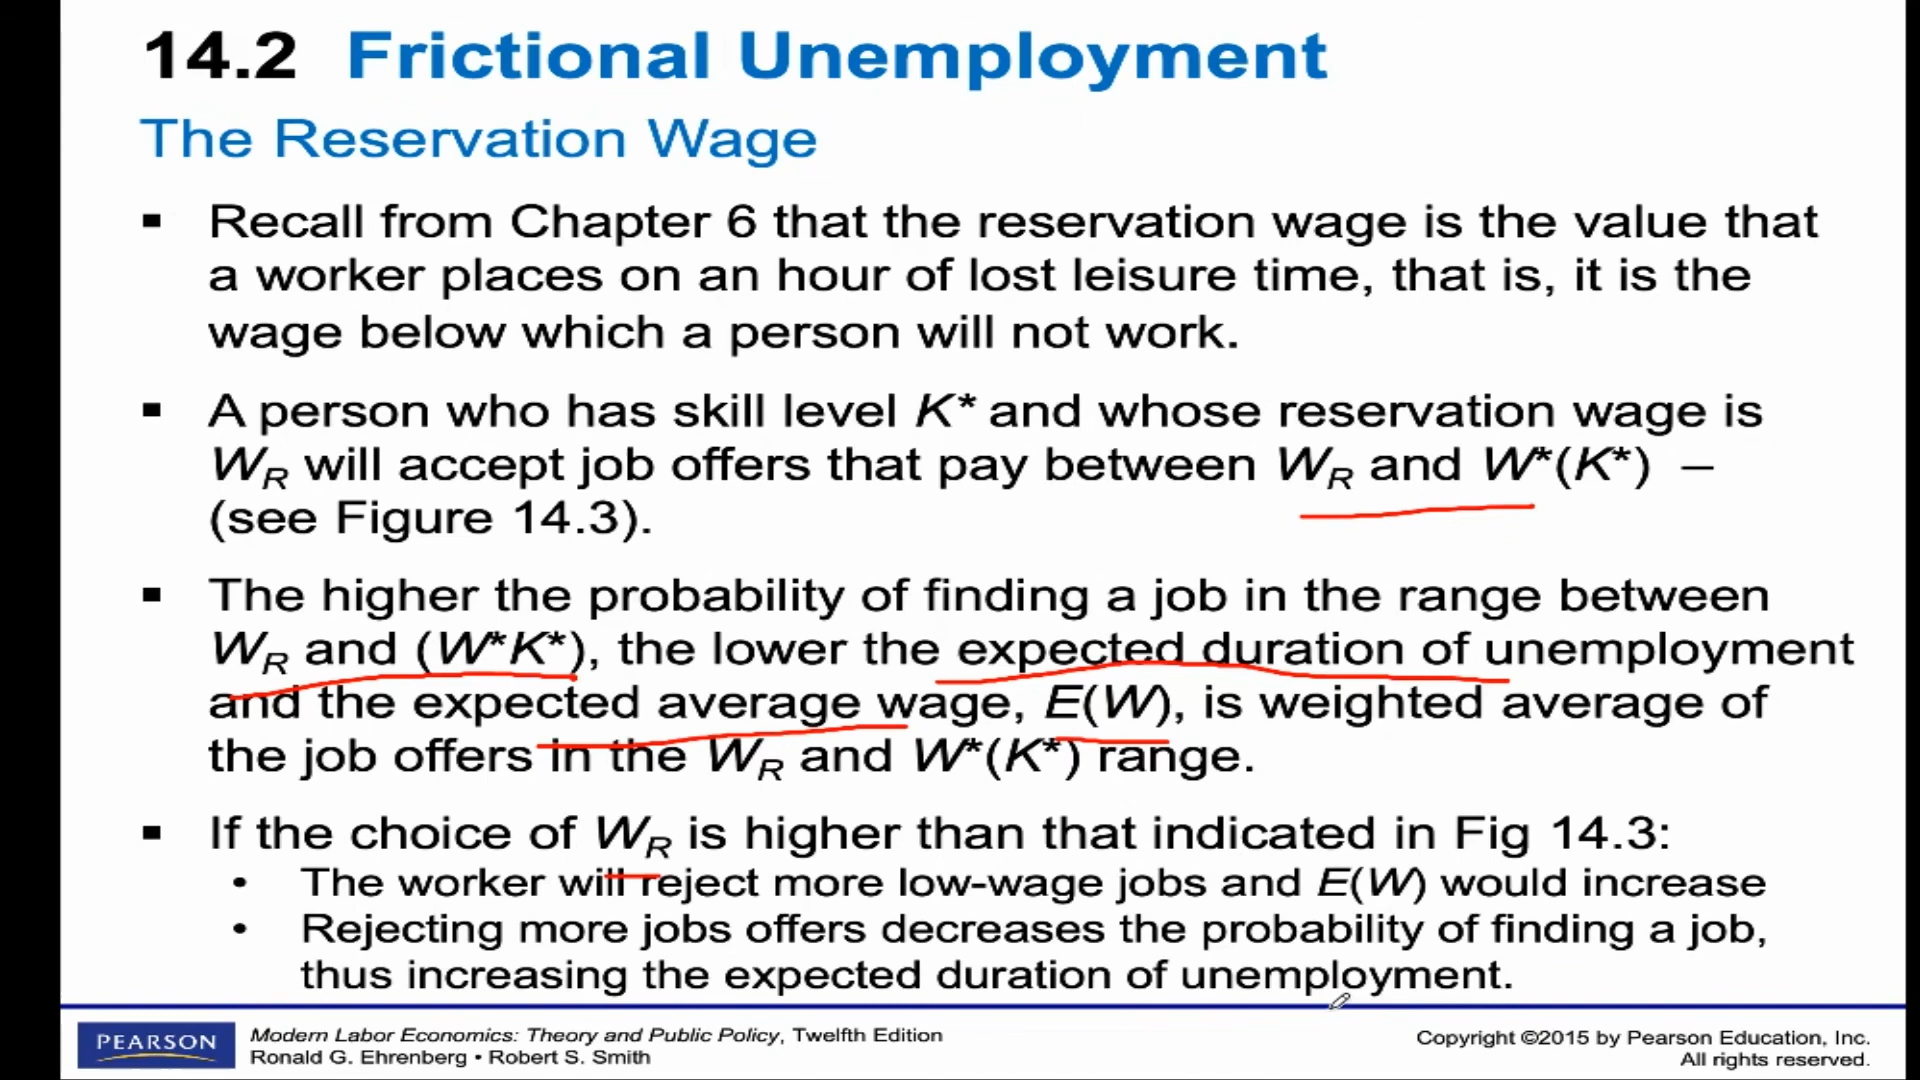 14.2 Frictional Unemployment
The Reservation Wage
▪ Recall from Chapter 6 that the reservation wage is the value that
a worker places on an hour of lost leisure time, that is, it is the
wage below which a person will not work.
▪ A person who has skill level K* and whose reservation wage is
W_R will accept job offers that pay between W_R and W*(K*) –
(see Figure 14.3).
▪ The higher the probability of finding a job in the range between
W_R and (W*K*), the lower the expected duration of unemployment
and the expected average wage, E(W), is weighted average of
the job offers in the W_R and W*(K*) range.
▪ If the choice of W_R is higher than that indicated in Fig 14.3:
• The worker will reject more low-wage jobs and E(W) would increase
• Rejecting more jobs offers decreases the probability of finding a job,
thus increasing the expected duration of unemployment.
PEARSON
Modern Labor Economics: Theory and Public Policy, Twelfth Edition
Ronald G. Ehrenberg • Robert S. Smith
Copyright ©2015 by Pearson Education, Inc.
All rights reserved.